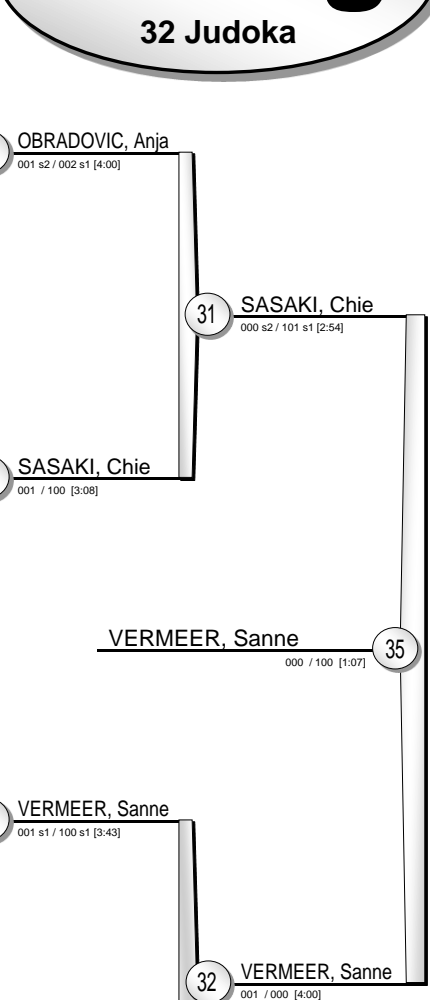 32 Judoka
OBRADOVIC, Anja
001 s2 / 002 s1 [4:00]
31
SASAKI, Chie
000 s2 / 101 s1 [2:54]
SASAKI, Chie
001 / 100 [3:08]
VERMEER, Sanne
35
000 / 100 [1:07]
VERMEER, Sanne
001 s1 / 100 s1 [3:43]
32
VERMEER, Sanne
001 / 000 [4:00]